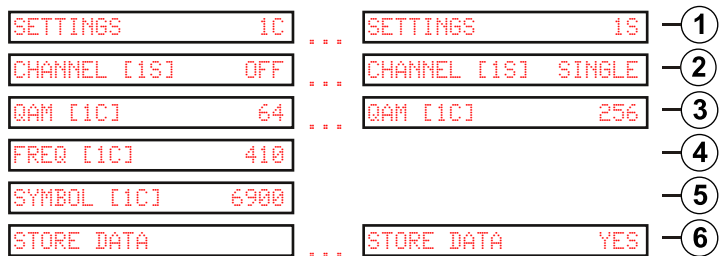 SETTINGS 1C ... SETTINGS 1S 1
CHANNEL [1S] OFF ... CHANNEL [1S] SINGLE 2
QAM [1C] 64 ... QAM [1C] 256 3
FREQ [1C] 410 4
SYMBOL [1C] 6900 5
STORE DATA ... STORE DATA YES 6